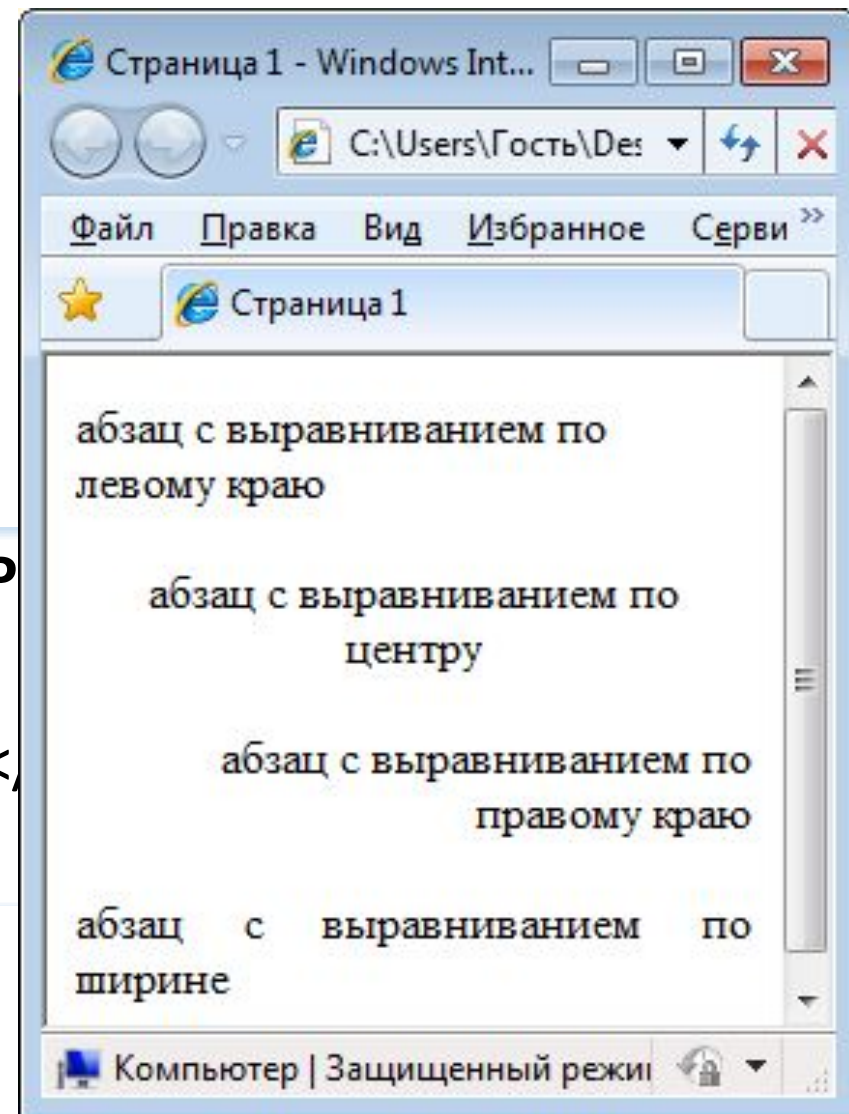 Страница 1 - Windows Int...
C:\Users\Гость\Des
Файл Правка Вид Избранное Серви »
Страница 1
абзац с выравниванием по
левому краю
абзац с выравниванием по
центру
абзац с выравниванием по
правому краю
абзац с выравниванием по
ширине
</
Компьютер | Защищенный режи